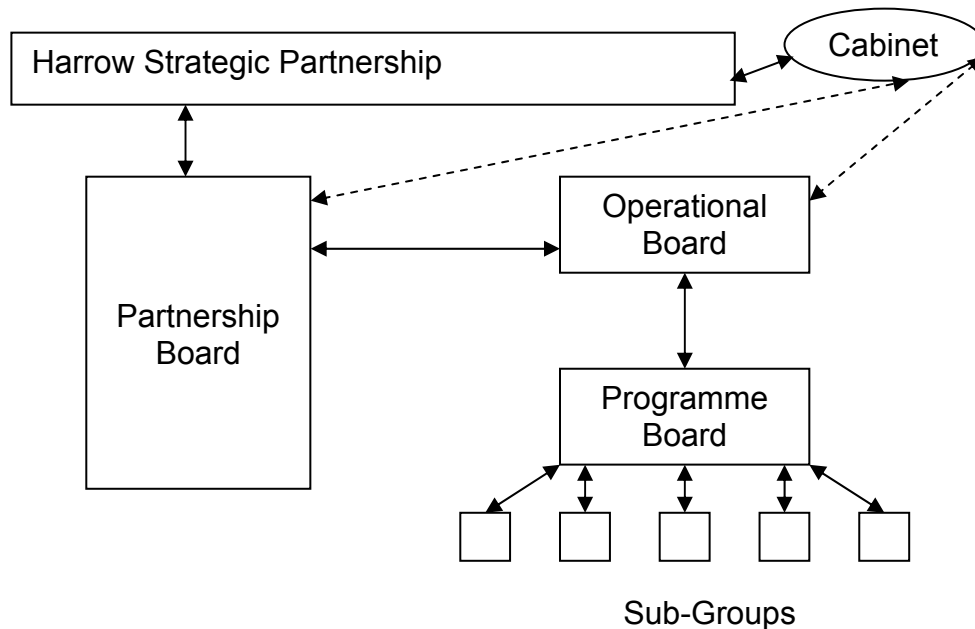 Harrow Strategic Partnership
Cabinet
Operational
Board
Partnership
Board
Programme
Board
Sub-Groups